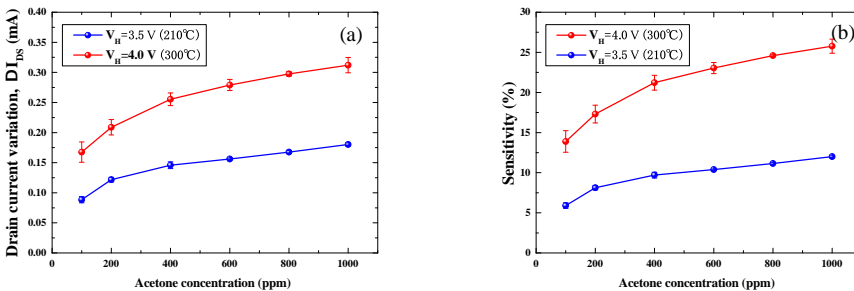 (a)
V_H=3.5 V (210℃)
V_H=4.0 V (300℃)
Drain current variation, DI_DS (mA)
0.40
0.35
0.30
0.25
0.20
0.15
0.10
0.05
0.00
0 200 400 600 800 1000
Acetone concentration (ppm)
(b)
V_H=4.0 V (300℃)
V_H=3.5 V (210℃)
Sensitivity (%)
30
25
20
15
10
5
0
0 200 400 600 800 1000
Acetone concentration (ppm)